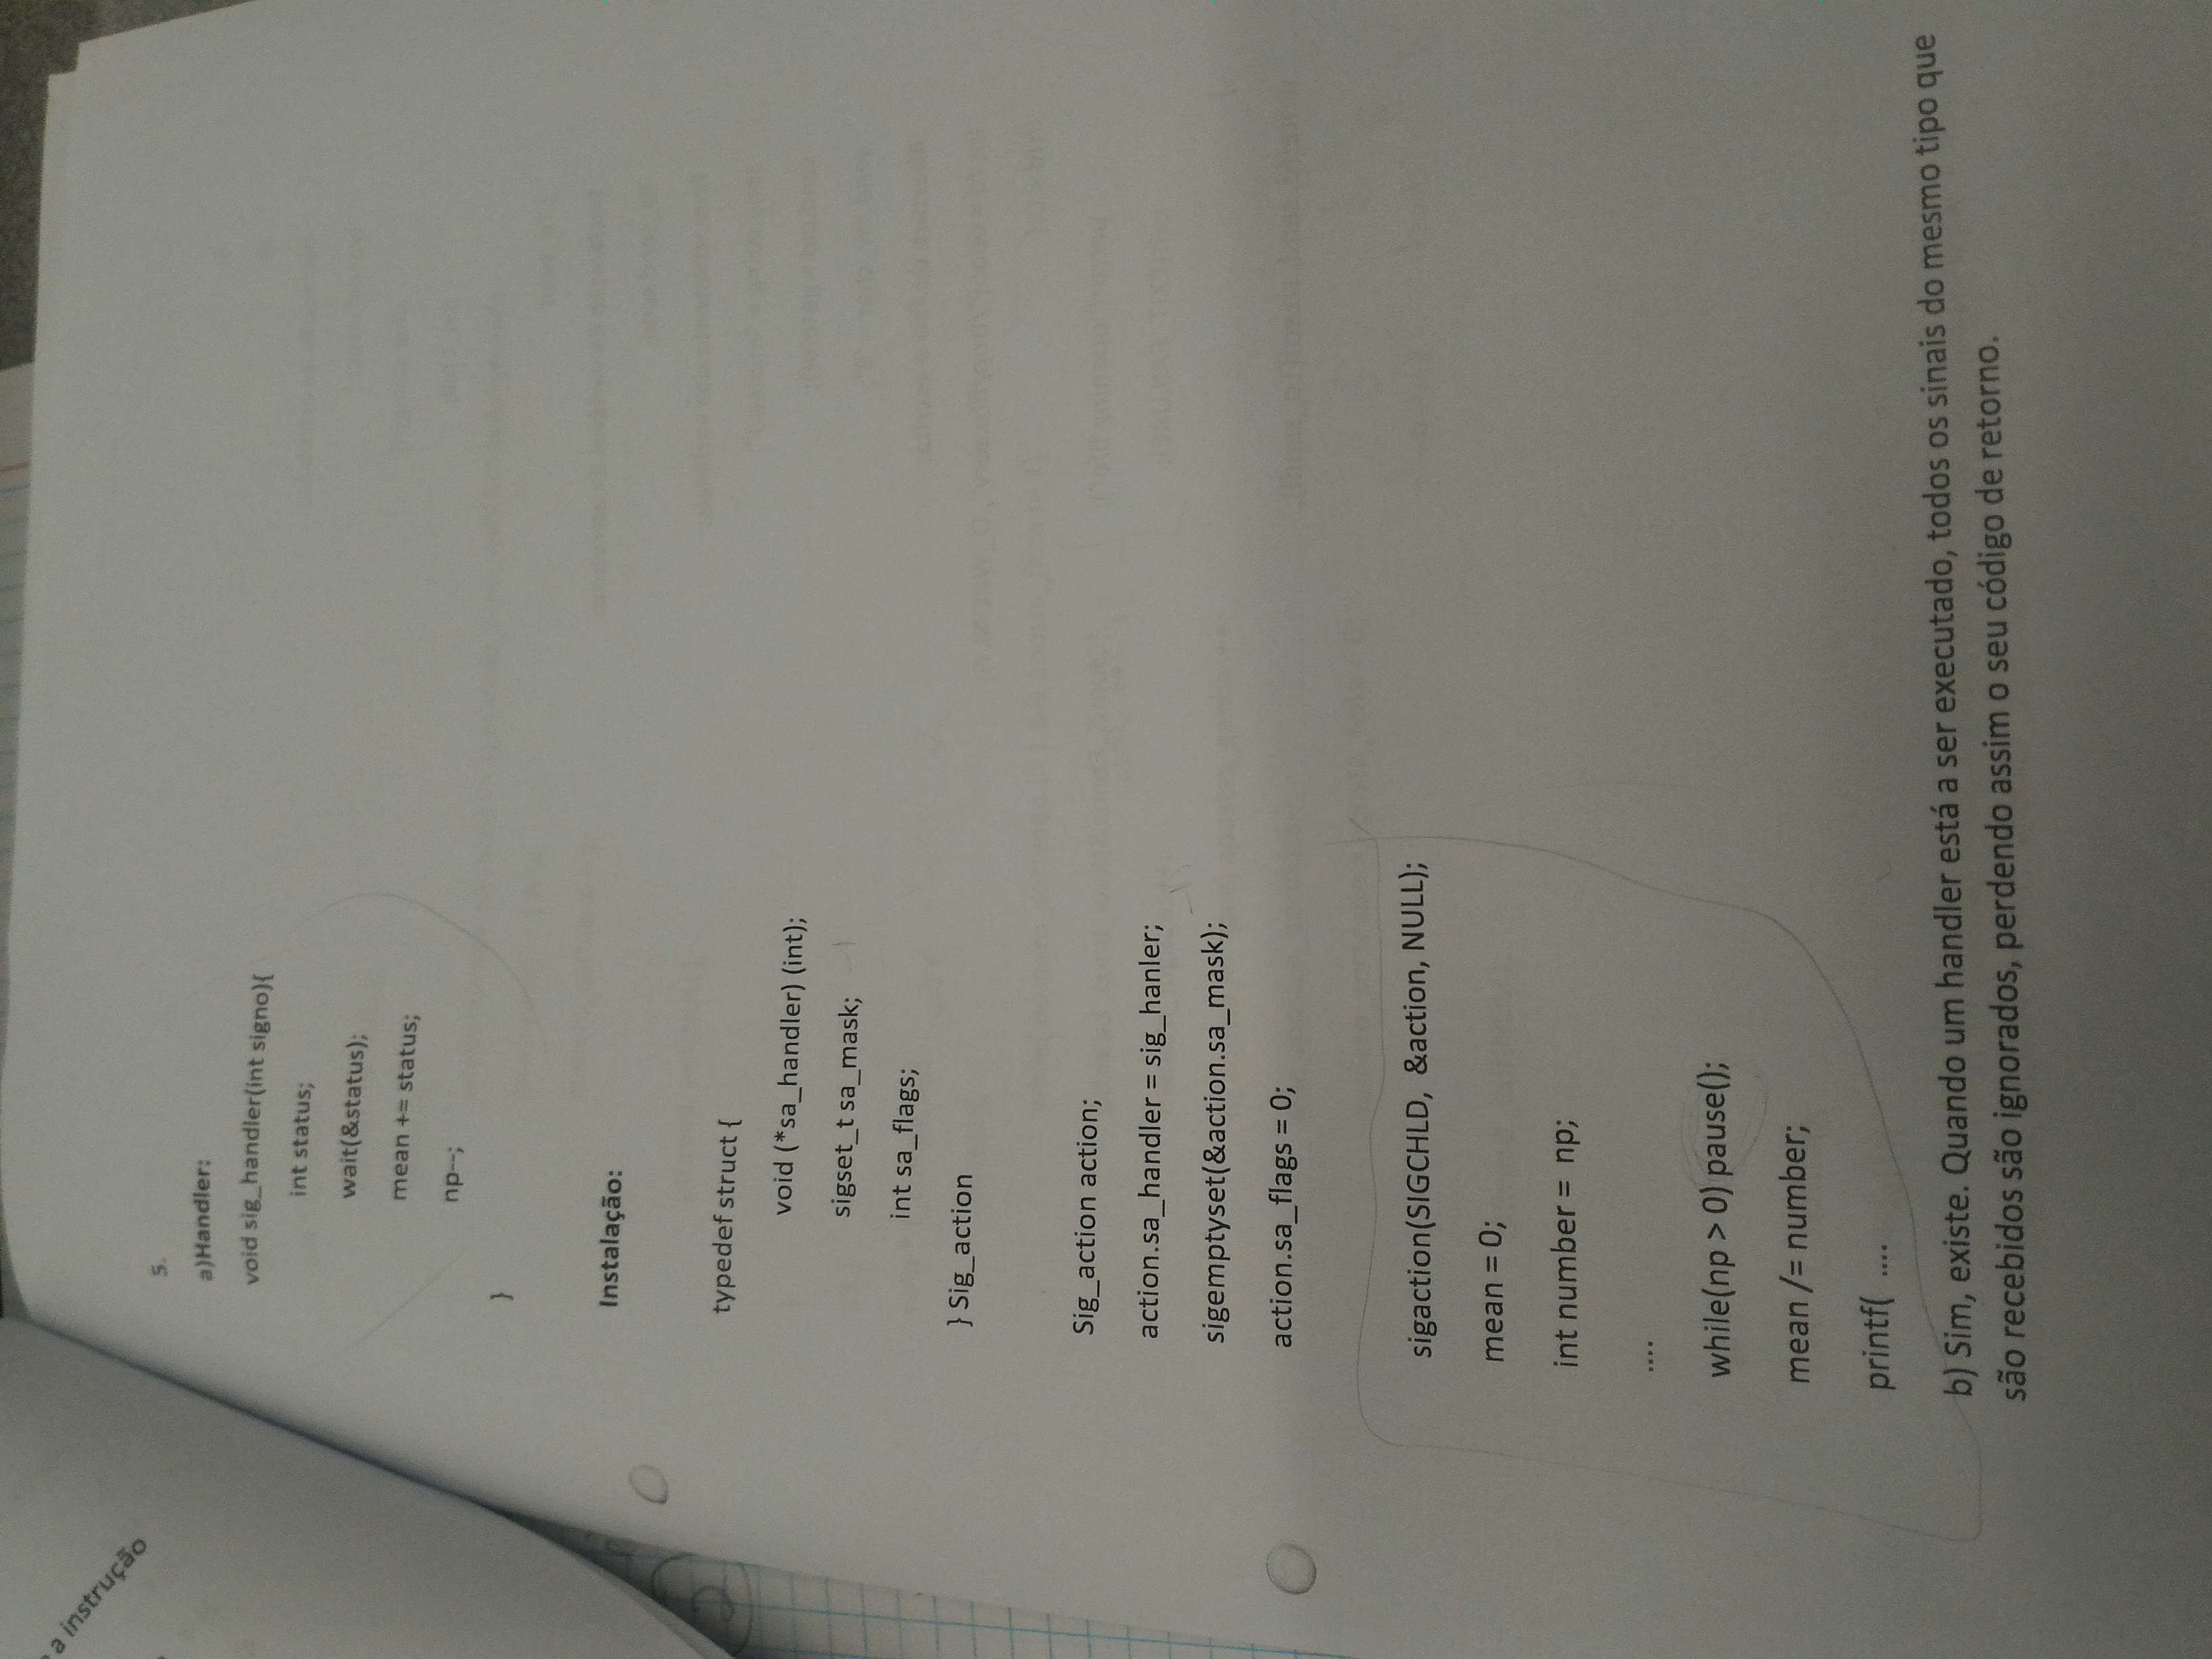 a instrução
5.
a)Handler:
void sig_handler(int signo){
int status;
wait(&status);
mean += status;
np--;
}
Instalação:
typedef struct {
void (*sa_handler) (int);
sigset_t sa_mask;
int sa_flags;
} Sig_action
Sig_action action;
action.sa_handler = sig_hanler;
sigemptyset(&action.sa_mask);
action.sa_flags = 0;
sigaction(SIGCHLD, &action, NULL);
mean = 0;
int number = np;
....
while(np > 0) pause();
mean /= number;
printf( ....
b) Sim, existe. Quando um handler está a ser executado, todos os sinais do mesmo tipo que
são recebidos são ignorados, perdendo assim o seu código de retorno.